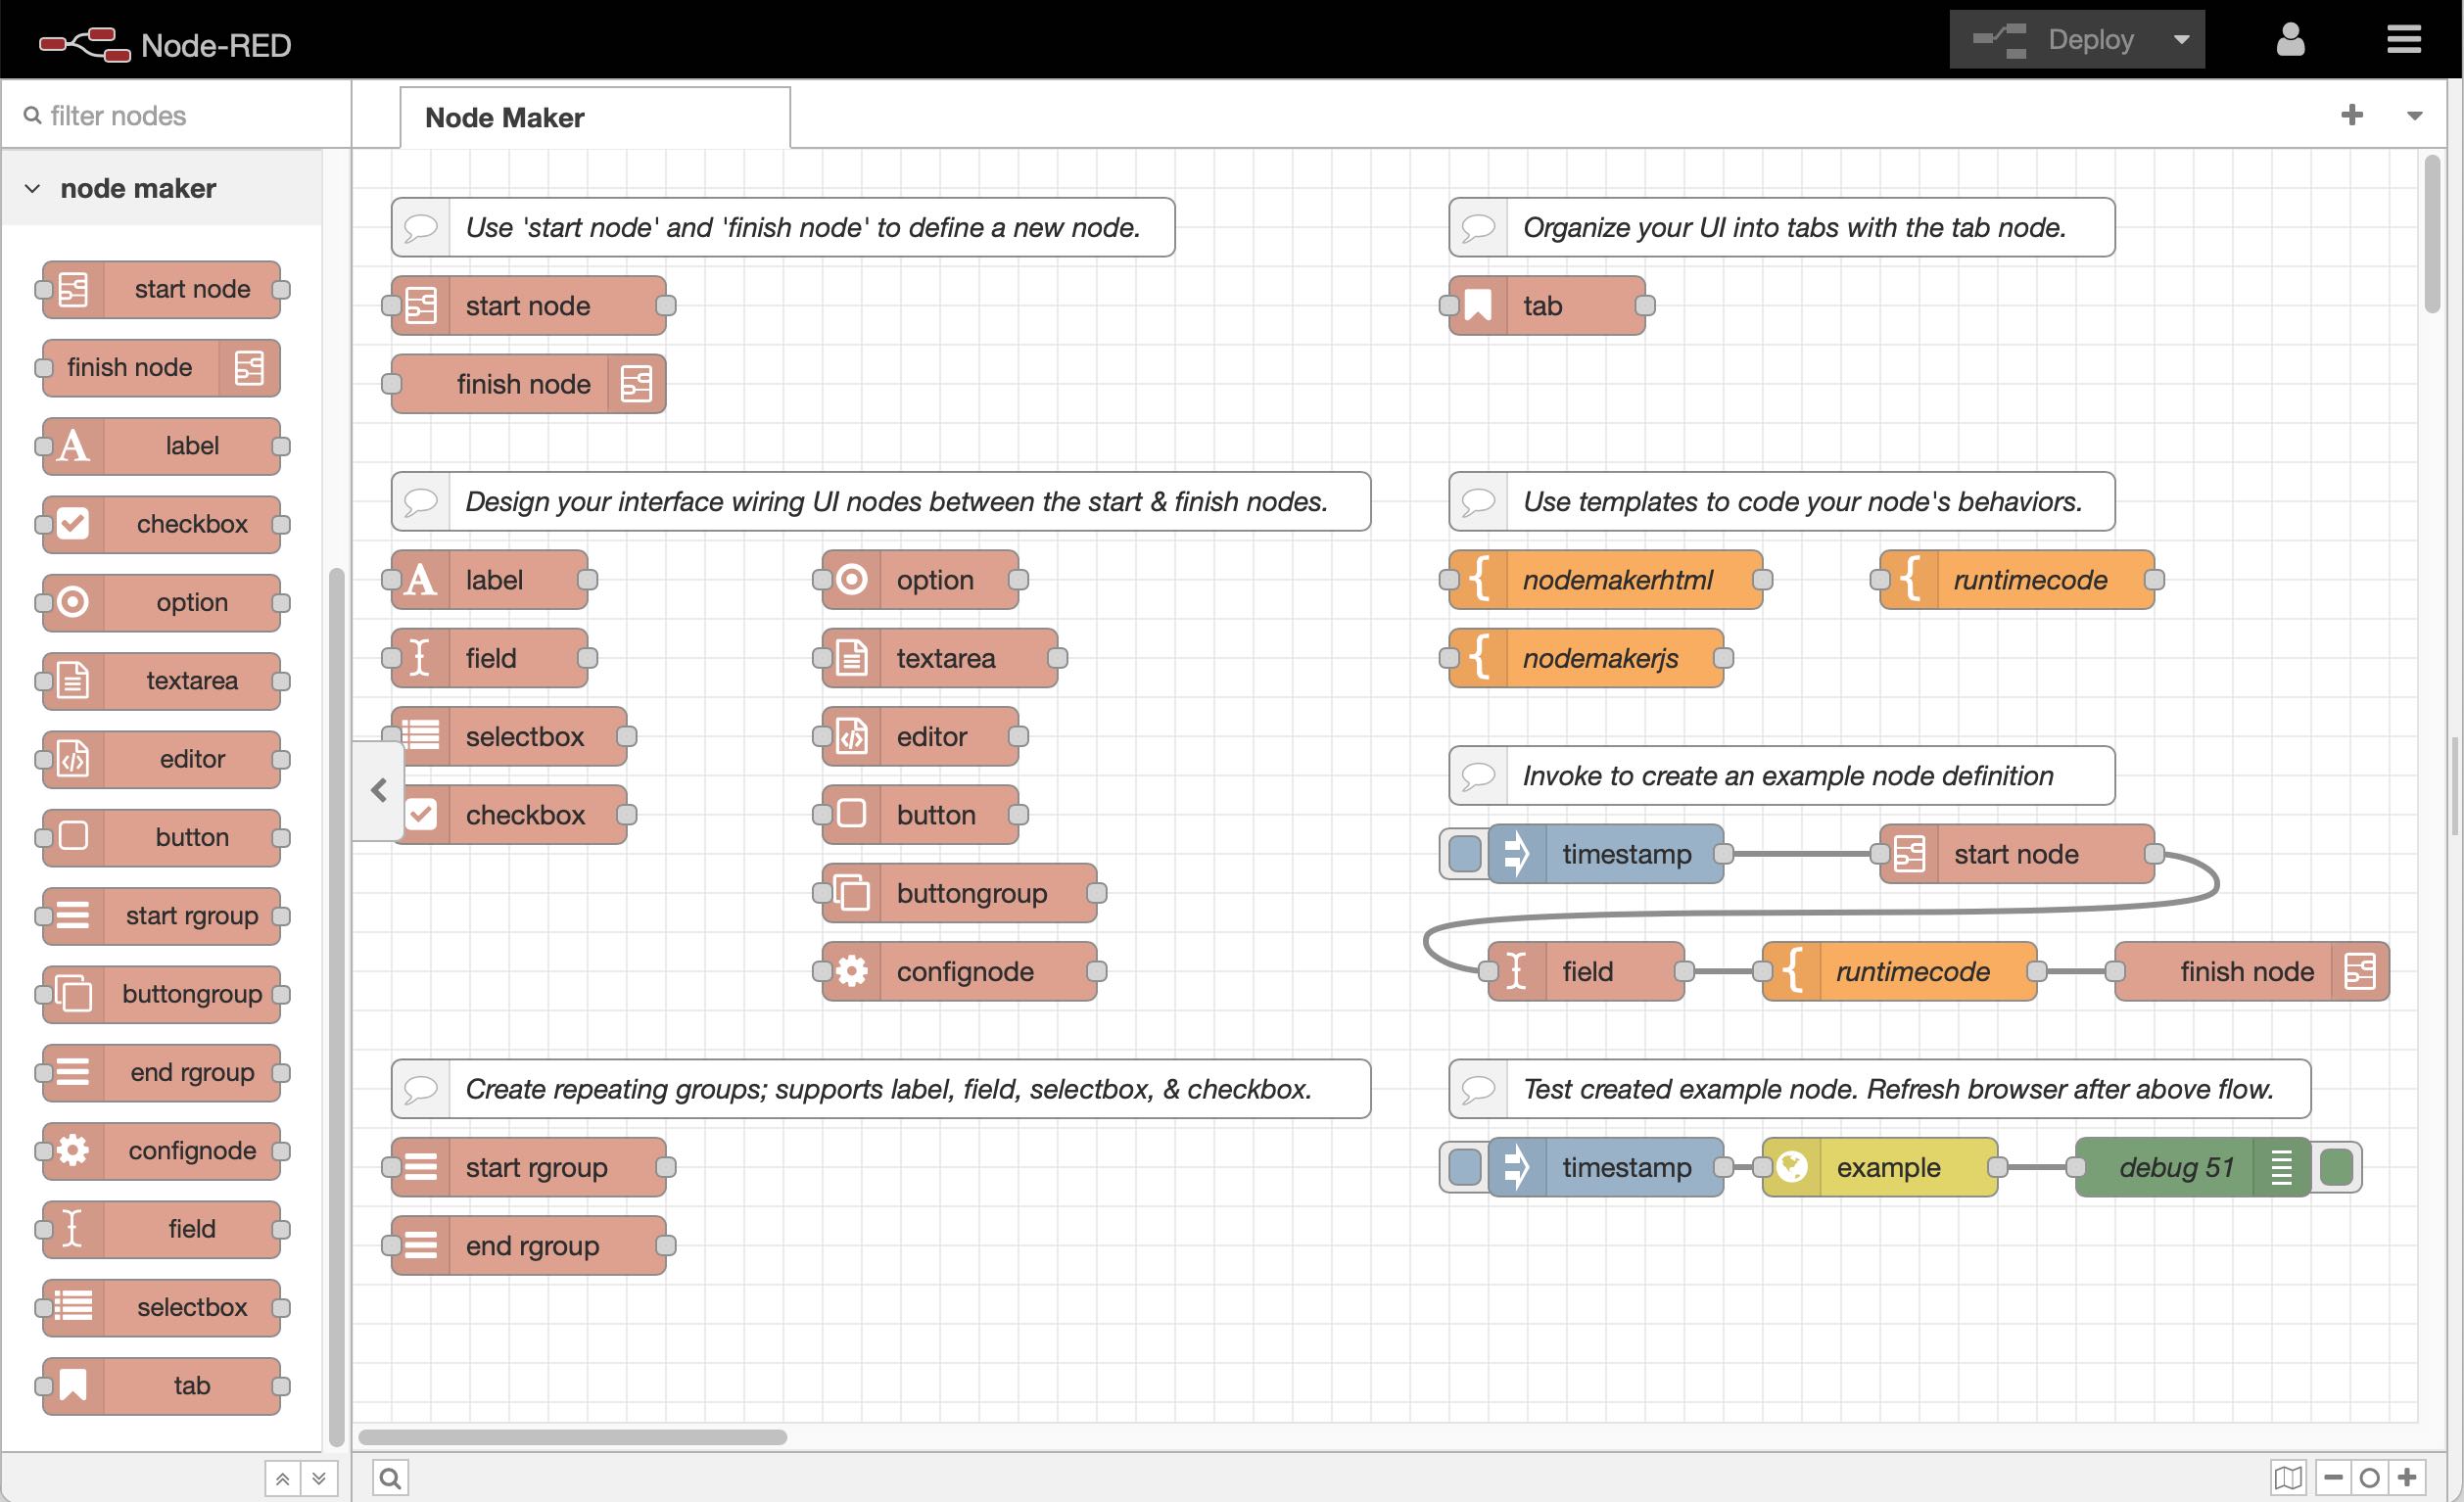 Node-RED
Deploy
filter nodes
Node Maker
node maker
start node
finish node
label
checkbox
option
textarea
editor
button
start rgroup
buttongroup
end rgroup
confignode
field
selectbox
tab
Use 'start node' and 'finish node' to define a new node.
start node
finish node
Design your interface wiring UI nodes between the start & finish nodes.
label
option
field
textarea
selectbox
editor
checkbox
button
buttongroup
confignode
Create repeating groups; supports label, field, selectbox, & checkbox.
start rgroup
end rgroup
Organize your UI into tabs with the tab node.
tab
Use templates to code your node's behaviors.
nodemakerhtml
runtimecode
nodemakerjs
Invoke to create an example node definition
timestamp
start node
field
runtimecode
finish node
Test created example node. Refresh browser after above flow.
timestamp
example
debug 51